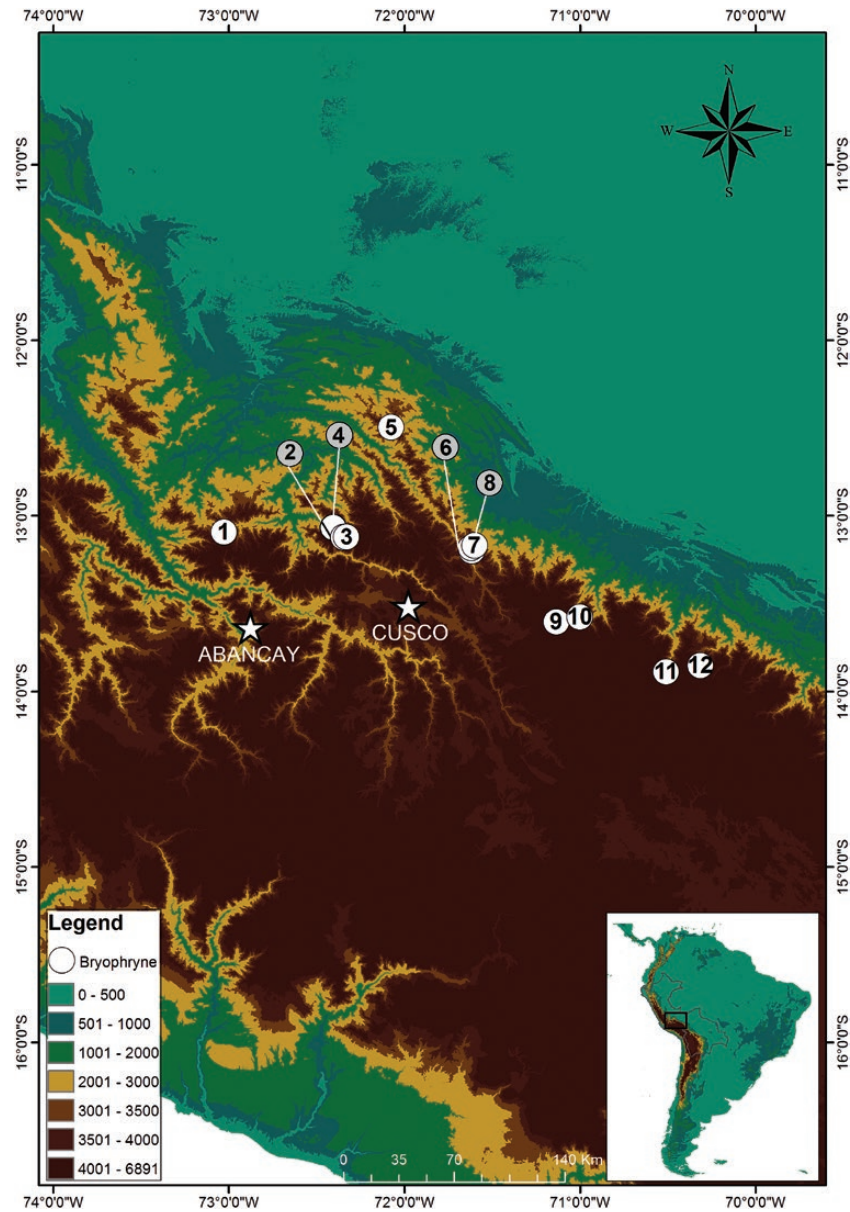 74°0'0"W 73°0'0"W 72°0'0"W 71°0'0"W 70°0'0"W
N
W E
S
11°0'0"S 11°0'0"S
12°0'0"S 12°0'0"S
5
4
6
2
8
13°0'0"S 13°0'0"S
1
3
7
9 10
CUSCO
ABANCAY
11 12
14°0'0"S 14°0'0"S
15°0'0"S 15°0'0"S
Legend
Bryophryne
0 - 500
501 - 1000
1001 - 2000
2001 - 3000
3001 - 3500
3501 - 4000
4001 - 6891
16°0'0"S 16°0'0"S
0 35 70 140 Km
74°0'0"W 73°0'0"W 72°0'0"W 71°0'0"W 70°0'0"W